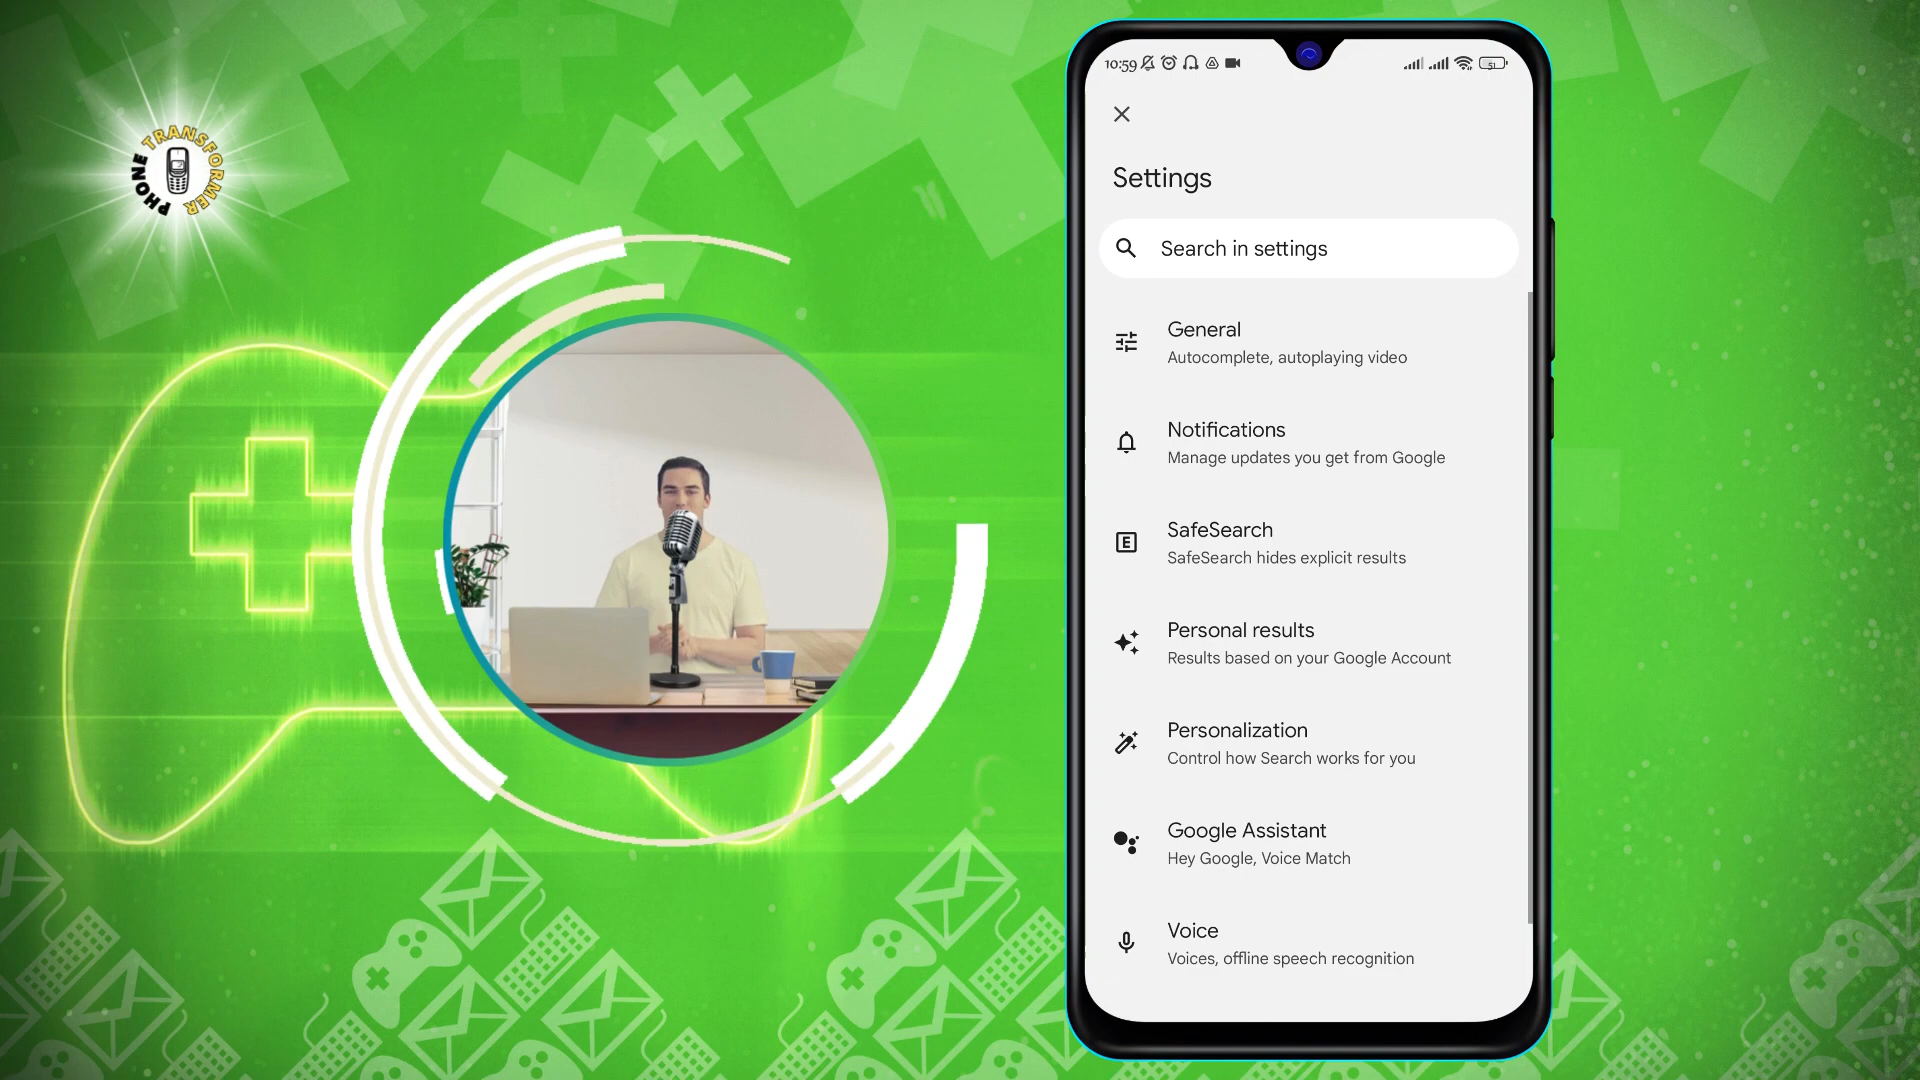 PHONE TRANSFORMER
10:59
51
Settings
Search in settings
General
Autocomplete, autoplaying video
Notifications
Manage updates you get from Google
E
SafeSearch
SafeSearch hides explicit results
Personal results
Results based on your Google Account
Personalization
Control how Search works for you
Google Assistant
Hey Google, Voice Match
Voice
Voices, offline speech recognition